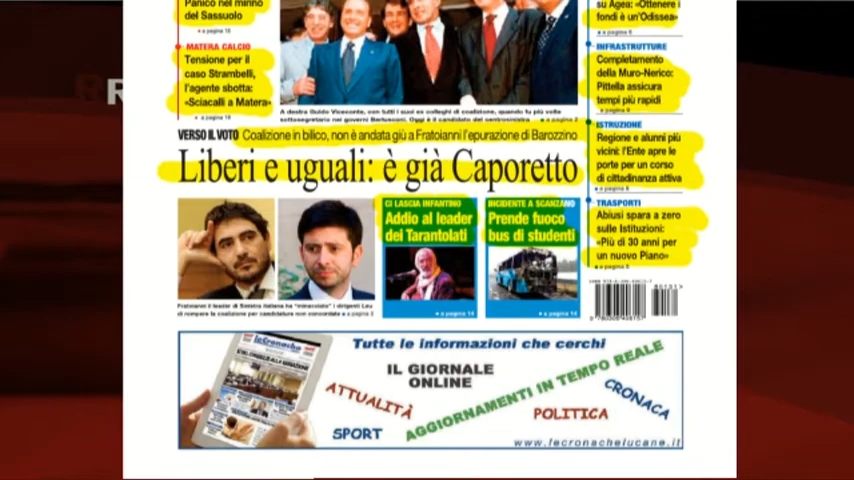 Panico nel mirino
del Sassuolo
a pagina 18
MATERA CALCIO
Tensione per il
caso Strambelli,
l'agente sbotta:
«Sciacalli a Matera»
a pagina 19
A destra Guido Viceconte, con tutti i suoi ex colleghi di coalizione, quando fu più volte
sottosegretario nei governi Berlusconi. Oggi è il candidato del centrosinistra
a pagina 2
VERSO IL VOTO Coalizione in bilico, non è andata giù a Fratoianni l'epurazione di Barozzino
Liberi e uguali: è già Caporetto
Fratoianni il leader di Sinistra italiana ha "minacciato" i dirigenti Leu
di rompere la coalizione per candidature non concordate a pagina 3
CI LASCIA INFANTINO
Addio al leader
dei Tarantolati
a pagina 14
INCIDENTE A SCANZANO
Prende fuoco
bus di studenti
a pagina 14
su Agea: «Ottenere i
fondi è un'Odissea»
a pagina 6
INFRASTRUTTURE
Completamento
della Muro-Nerico:
Pittella assicura
tempi più rapidi
a pagina 9
ISTRUZIONE
Regione e alunni più
vicini: l'Ente apre le
porte per un corso
di cittadinanza attiva
TRASPORTI
Abiusi spara a zero
sulle Istituzioni:
«Più di 30 anni per
un nuovo Piano»
80131
Tutte le informazioni che cerchi
IL GIORNALE
ONLINE
ATTUALITÀ
SPORT
AGGIORNAMENTI IN TEMPO REALE
POLITICA
CRONACA
www.lecronachelucane.it
leCronache
R